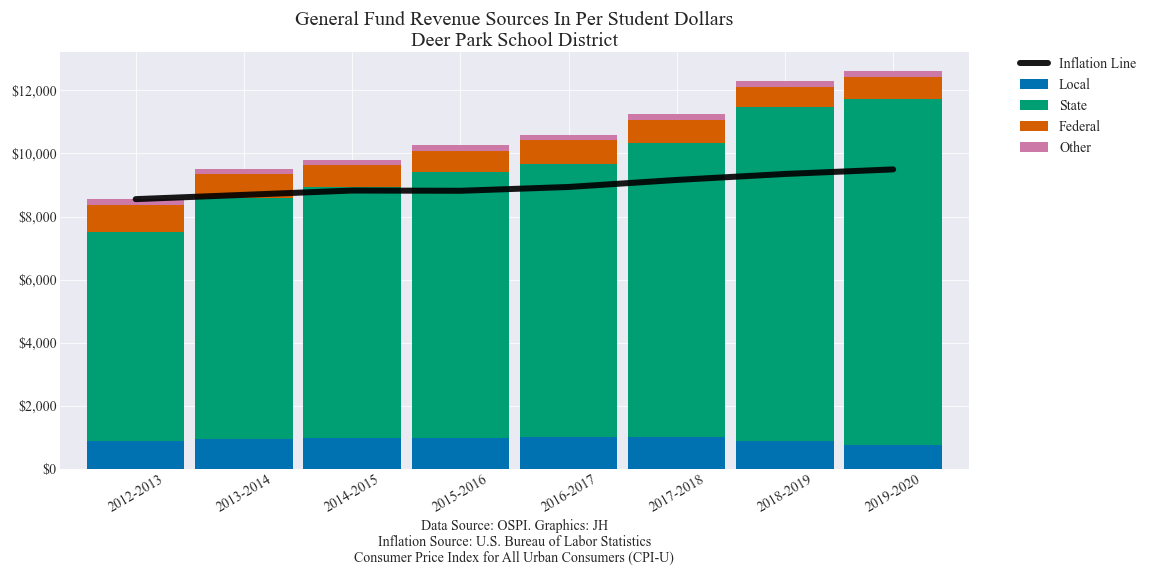 General Fund Revenue Sources In Per Student Dollars
Deer Park School District
Inflation Line
Local
State
Federal
Other
$12,000
$10,000
$8,000
$6,000
$4,000
$2,000
$0
2012-2013
2013-2014
2014-2015
2015-2016
2016-2017
2017-2018
2018-2019
2019-2020
Data Source: OSPI. Graphics: JH
Inflation Source: U.S. Bureau of Labor Statistics
Consumer Price Index for All Urban Consumers (CPI-U)